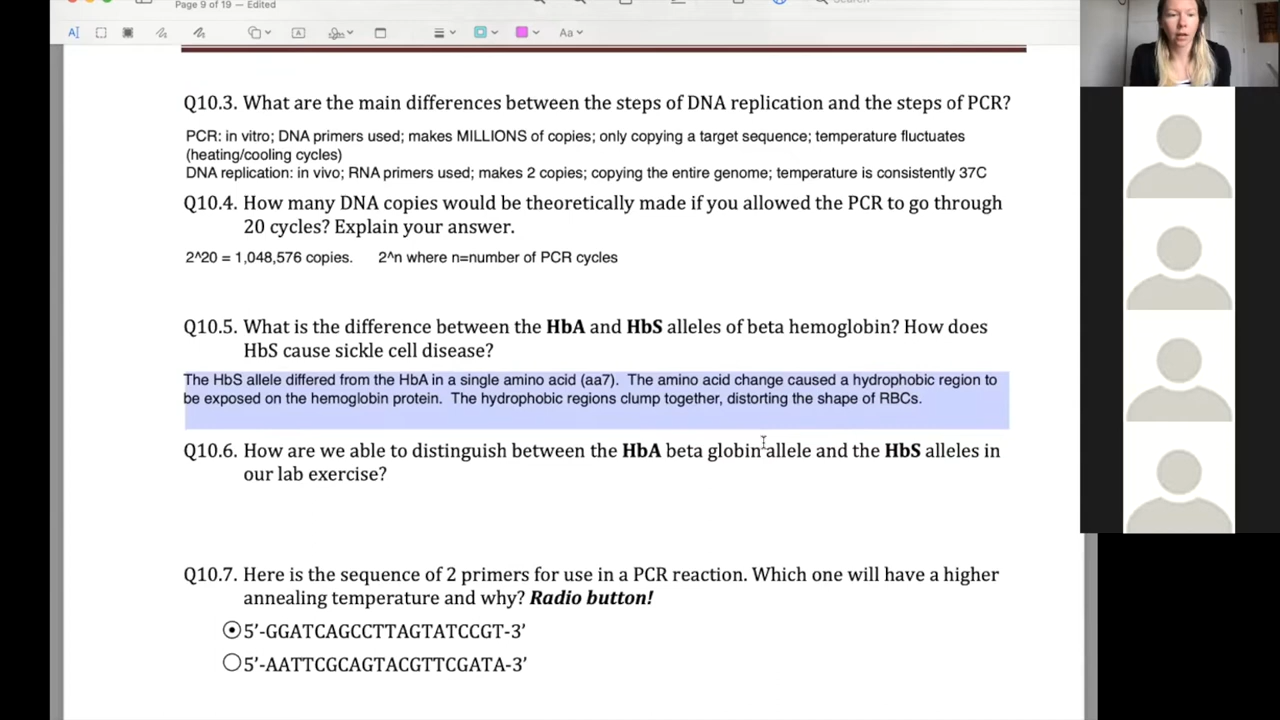 Page 9 of 19 — Edited
Search
Aa
Q10.3. What are the main differences between the steps of DNA replication and the steps of PCR?
PCR: in vitro; DNA primers used; makes MILLIONS of copies; only copying a target sequence; temperature fluctuates
(heating/cooling cycles)
DNA replication: in vivo; RNA primers used; makes 2 copies; copying the entire genome; temperature is consistently 37C
Q10.4. How many DNA copies would be theoretically made if you allowed the PCR to go through
20 cycles? Explain your answer.
2^20 = 1,048,576 copies. 2^n where n=number of PCR cycles
Q10.5. What is the difference between the HbA and HbS alleles of beta hemoglobin? How does
HbS cause sickle cell disease?
The HbS allele differed from the HbA in a single amino acid (aa7). The amino acid change caused a hydrophobic region to
be exposed on the hemoglobin protein. The hydrophobic regions clump together, distorting the shape of RBCs.
Q10.6. How are we able to distinguish between the HbA beta globin allele and the HbS alleles in
our lab exercise?
Q10.7. Here is the sequence of 2 primers for use in a PCR reaction. Which one will have a higher
annealing temperature and why? Radio button!
5’-GGATCAGCCTTAGTATCCGT-3’
5’-AATTCGCAGTACGTTCGATA-3’